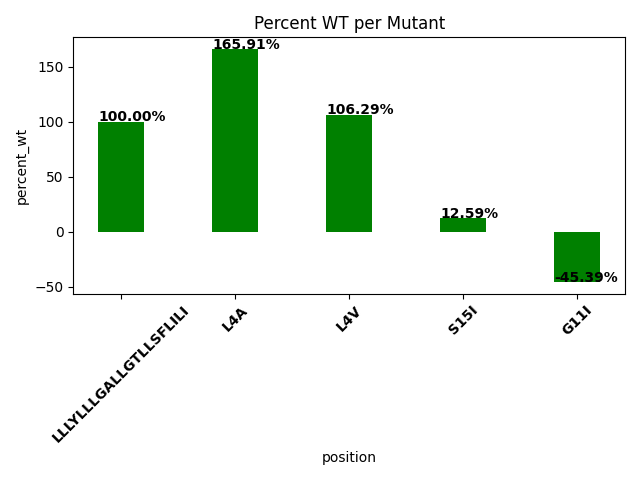 Percent WT per Mutant
percent_wt
150
100
50
0
−50
100.00%
165.91%
106.29%
12.59%
-45.39%
LLLYLLLGALLGTLLSFLILI
L4A
L4V
S15I
G11I
position